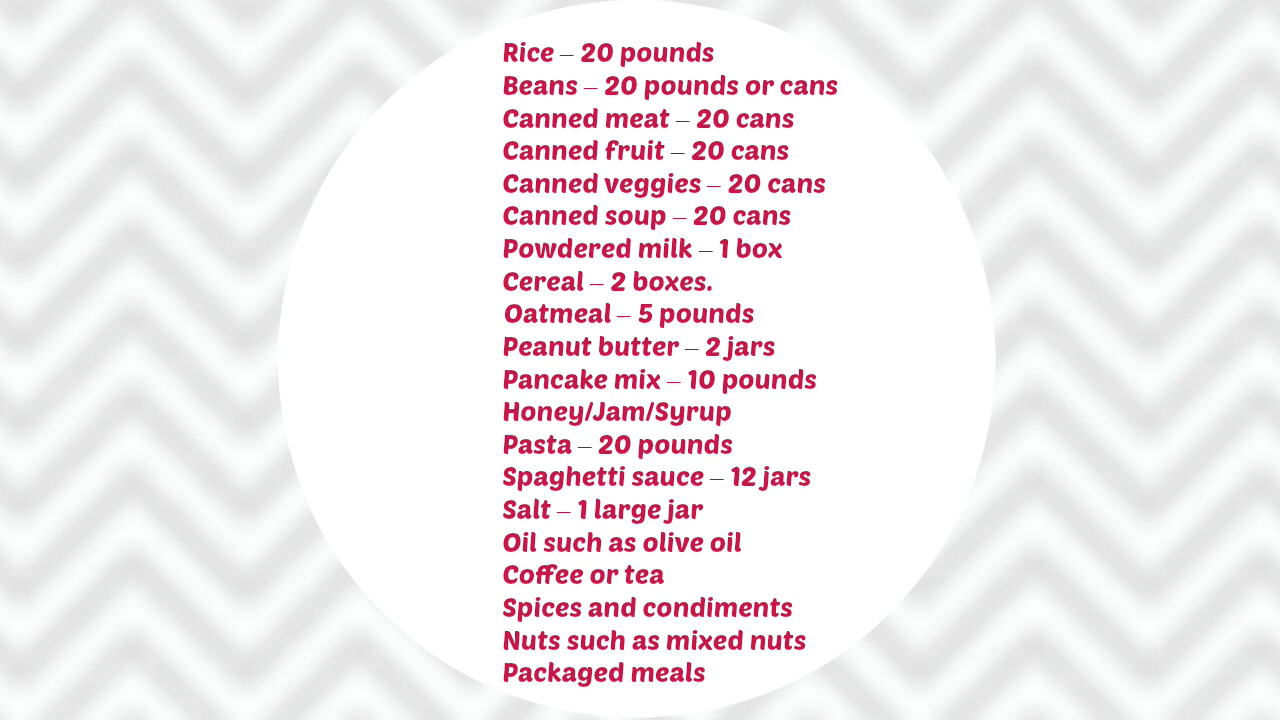 Rice – 20 pounds
Beans – 20 pounds or cans
Canned meat – 20 cans
Canned fruit – 20 cans
Canned veggies – 20 cans
Canned soup – 20 cans
Powdered milk – 1 box
Cereal – 2 boxes.
Oatmeal – 5 pounds
Peanut butter – 2 jars
Pancake mix – 10 pounds
Honey/Jam/Syrup
Pasta – 20 pounds
Spaghetti sauce – 12 jars
Salt – 1 large jar
Oil such as olive oil
Coffee or tea
Spices and condiments
Nuts such as mixed nuts
Packaged meals